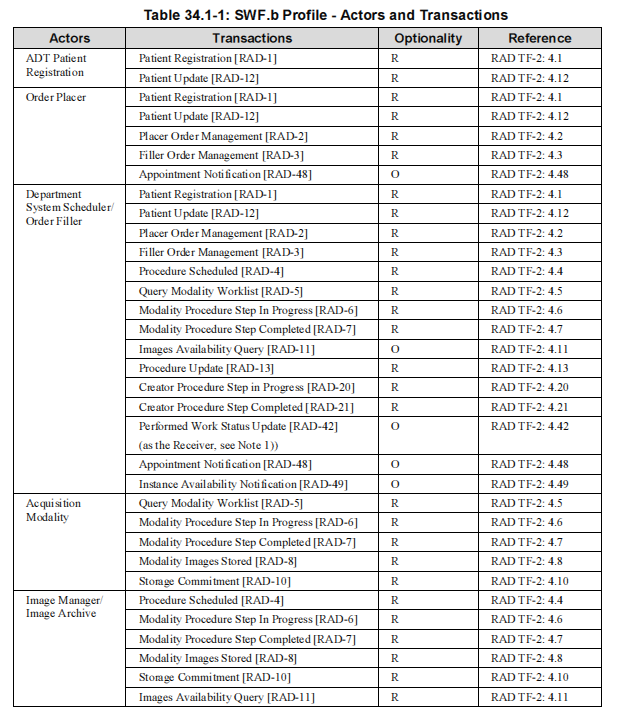 Table 34.1-1: SWF.b Profile - Actors and Transactions
Actors Transactions Optionality Reference
ADT Patient Patient Registration [RAD-1] R RAD TF-2: 4.1
Registration Patient Update [RAD-12] R RAD TF-2: 4.12
Order Placer Patient Registration [RAD-1] R RAD TF-2: 4.1
Patient Update [RAD-12] R RAD TF-2: 4.12
Placer Order Management [RAD-2] R RAD TF-2: 4.2
Filler Order Management [RAD-3] R RAD TF-2: 4.3
Appointment Notification [RAD-48] O RAD TF-2: 4.48
Department Patient Registration [RAD-1] R RAD TF-2: 4.1
System Scheduler/ Patient Update [RAD-12] R RAD TF-2: 4.12
Order Filler Placer Order Management [RAD-2] R RAD TF-2: 4.2
Filler Order Management [RAD-3] R RAD TF-2: 4.3
Procedure Scheduled [RAD-4] R RAD TF-2: 4.4
Query Modality Worklist [RAD-5] R RAD TF-2: 4.5
Modality Procedure Step In Progress [RAD-6] R RAD TF-2: 4.6
Modality Procedure Step Completed [RAD-7] R RAD TF-2: 4.7
Images Availability Query [RAD-11] O RAD TF-2: 4.11
Procedure Update [RAD-13] R RAD TF-2: 4.13
Creator Procedure Step in Progress [RAD-20] R RAD TF-2: 4.20
Creator Procedure Step Completed [RAD-21] R RAD TF-2: 4.21
Performed Work Status Update [RAD-42] O RAD TF-2: 4.42
(as the Receiver, see Note 1))
Appointment Notification [RAD-48] O RAD TF-2: 4.48
Instance Availability Notification [RAD-49] O RAD TF-2: 4.49
Acquisition Query Modality Worklist [RAD-5] R RAD TF-2: 4.5
Modality Modality Procedure Step In Progress [RAD-6] R RAD TF-2: 4.6
Modality Procedure Step Completed [RAD-7] R RAD TF-2: 4.7
Modality Images Stored [RAD-8] R RAD TF-2: 4.8
Storage Commitment [RAD-10] R RAD TF-2: 4.10
Image Manager/ Procedure Scheduled [RAD-4] R RAD TF-2: 4.4
Image Archive Modality Procedure Step In Progress [RAD-6] R RAD TF-2: 4.6
Modality Procedure Step Completed [RAD-7] R RAD TF-2: 4.7
Modality Images Stored [RAD-8] R RAD TF-2: 4.8
Storage Commitment [RAD-10] R RAD TF-2: 4.10
Images Availability Query [RAD-11] R RAD TF-2: 4.11